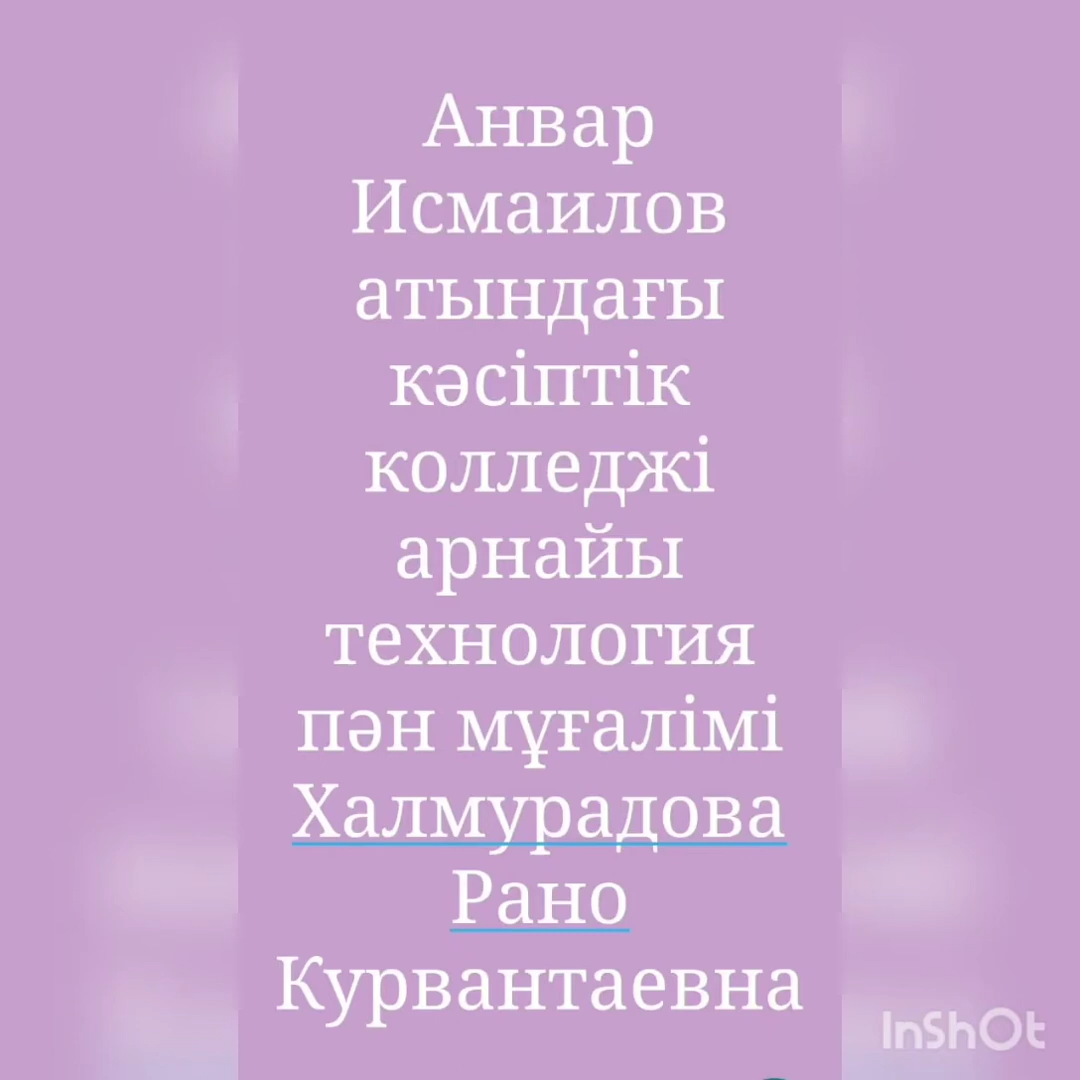 Анвар
Исмаилов
атындағы
кәсіптік
колледжі
арнайы
технология
пән мұғалімі
Халмурадова
Рано
Курвантаевна
InShOt